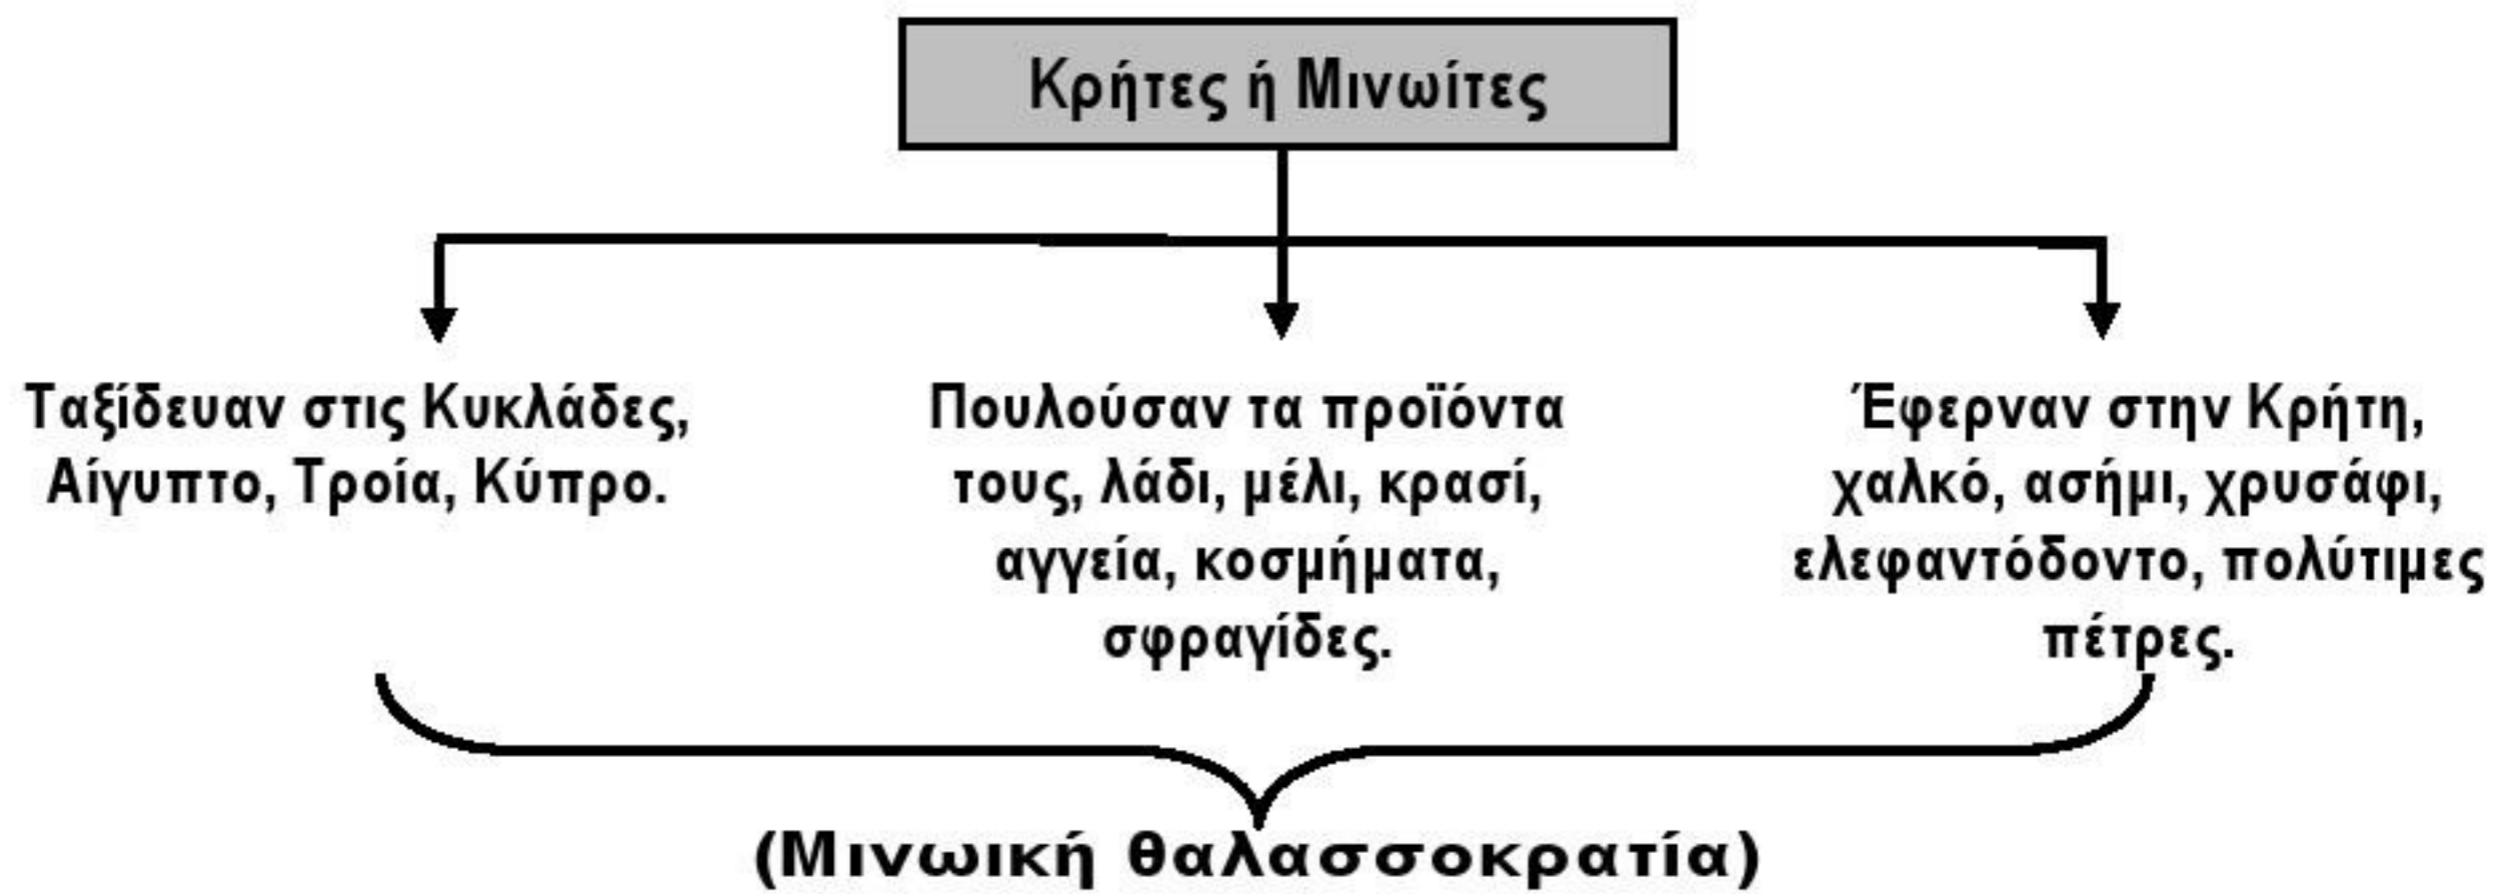 Κρήτες ή Μινωίτες
Ταξίδευαν στις Κυκλάδες,
Αίγυπτο, Τροία, Κύπρο.
Πουλούσαν τα προϊόντα
τους, λάδι, μέλι, κρασί,
αγγεία, κοσμήματα,
σφραγίδες.
Έφερναν στην Κρήτη,
χαλκό, ασήμι, χρυσάφι,
ελεφαντόδοντο, πολύτιμες
πέτρες.
(Μινωική θαλασσοκρατία)